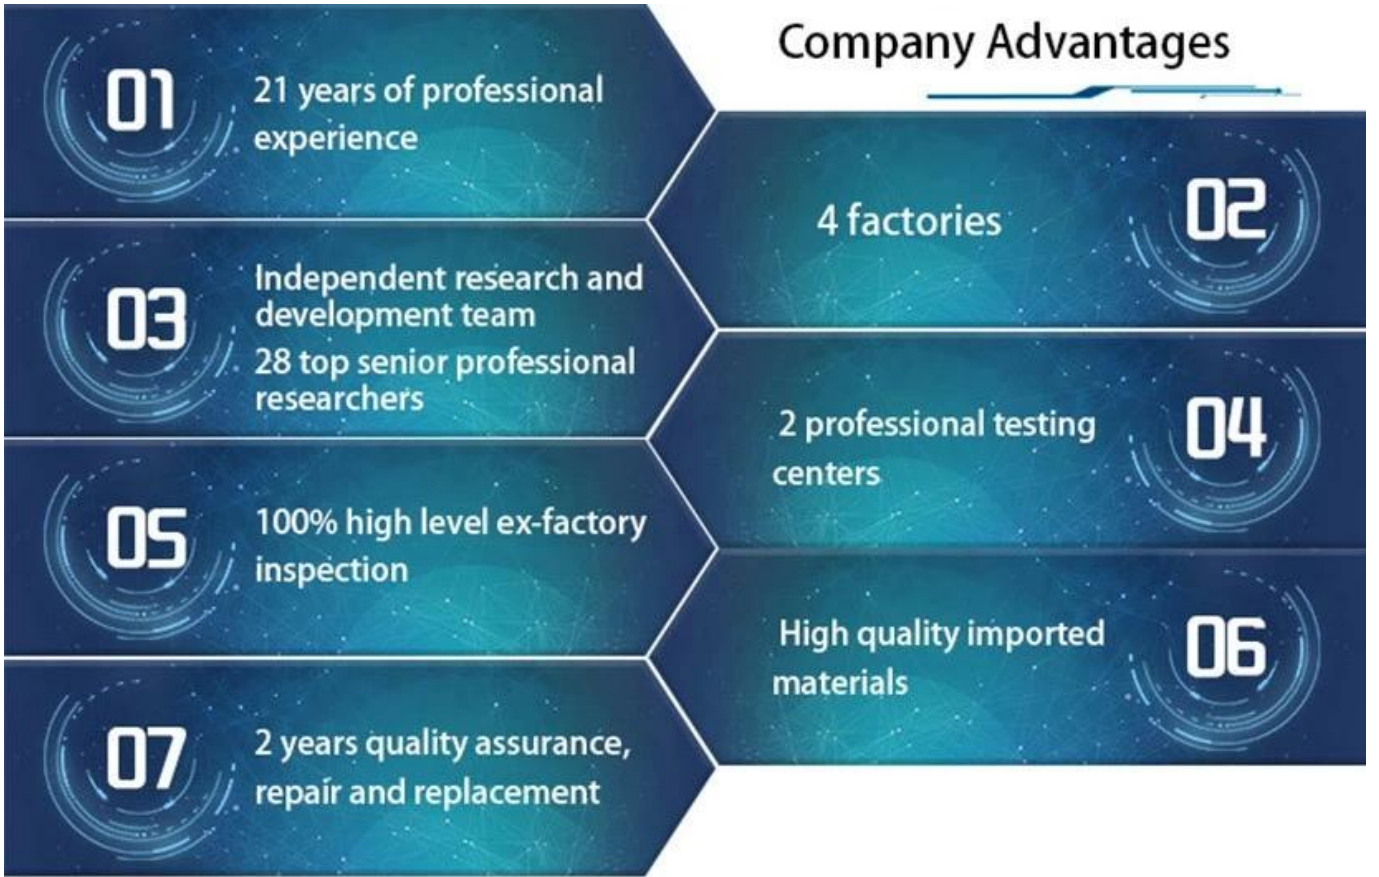 Company Advantages
01
21 years of professional
experience
02
4 factories
03
Independent research and
development team
28 top senior professional
researchers
04
2 professional testing
centers
05
100% high level ex-factory
inspection
06
High quality imported
materials
07
2 years quality assurance,
repair and replacement